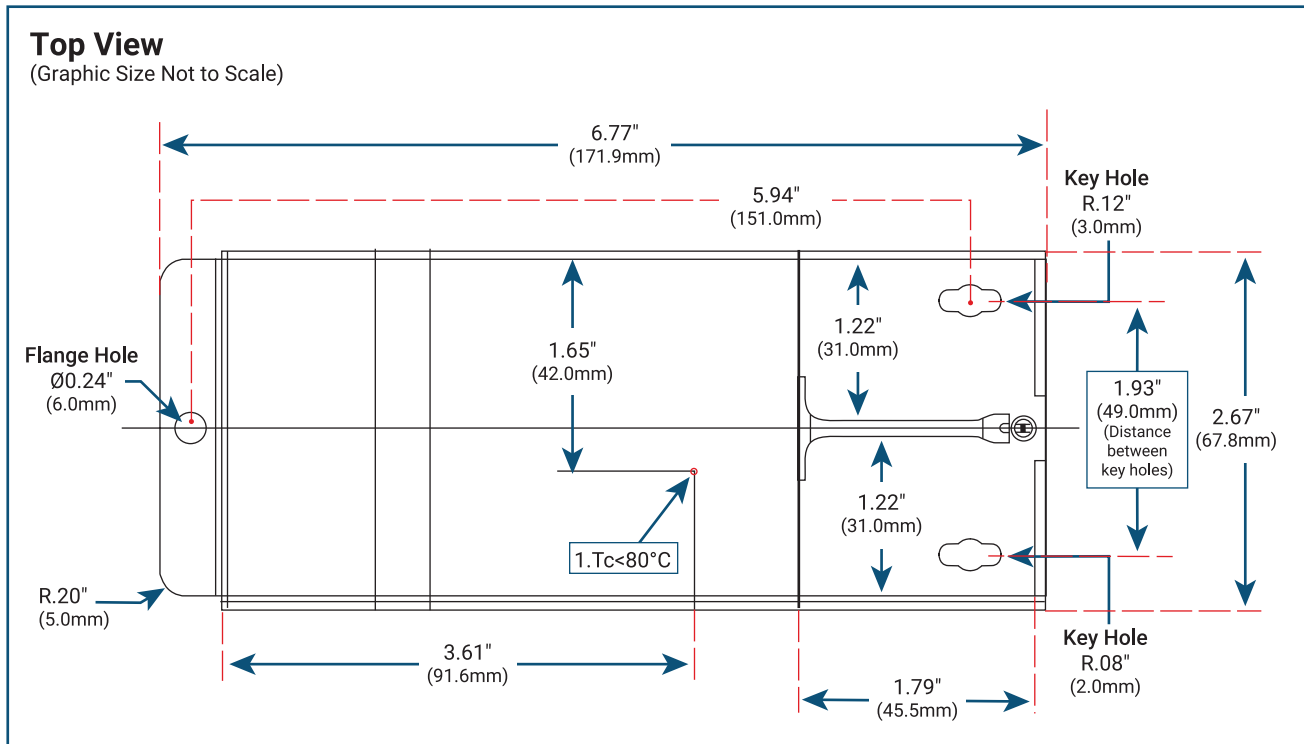 Top View
(Graphic Size Not to Scale)
6.77"
(171.9mm)
5.94"
(151.0mm)
Key Hole
R.12"
(3.0mm)
Flange Hole
Ø0.24"
(6.0mm)
1.65"
(42.0mm)
1.22"
(31.0mm)
1.93"
(49.0mm)
(Distance
between
key holes)
2.67"
(67.8mm)
1.22"
(31.0mm)
1.Tc<80°C
R.20"
(5.0mm)
3.61"
(91.6mm)
1.79"
(45.5mm)
Key Hole
R.08"
(2.0mm)